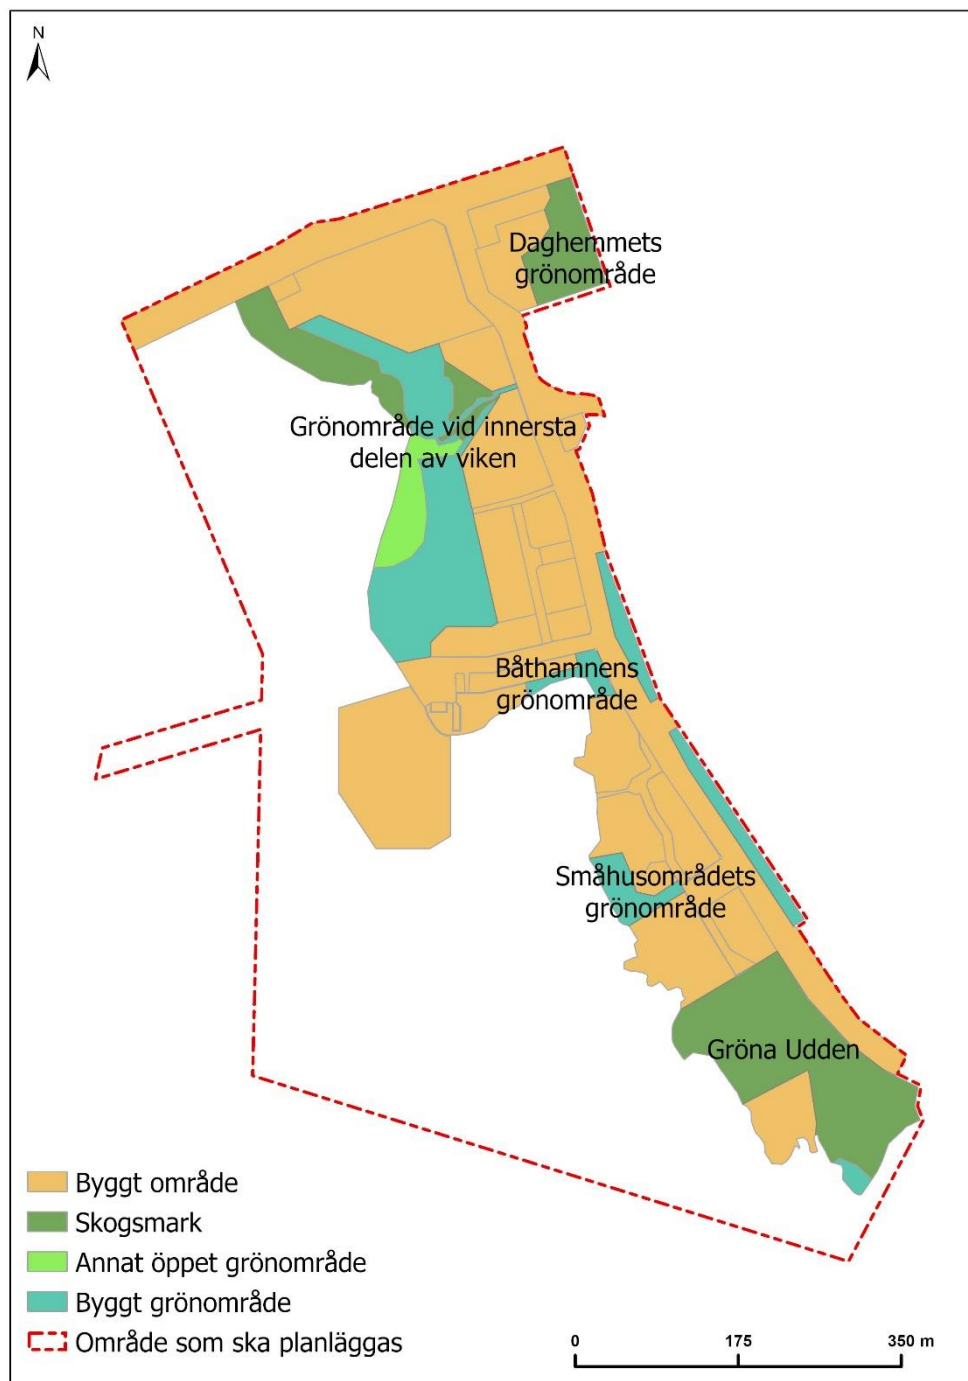 N
Daghemmets
grönområde
Grönområde vid innersta
delen av viken
Båthamnens
grönområde
Småhusområdets
grönområde
Gröna Udden
Byggt område
Skogsmark
Annat öppet grönområde
Byggt grönområde
Område som ska planläggas
0 175 350 m